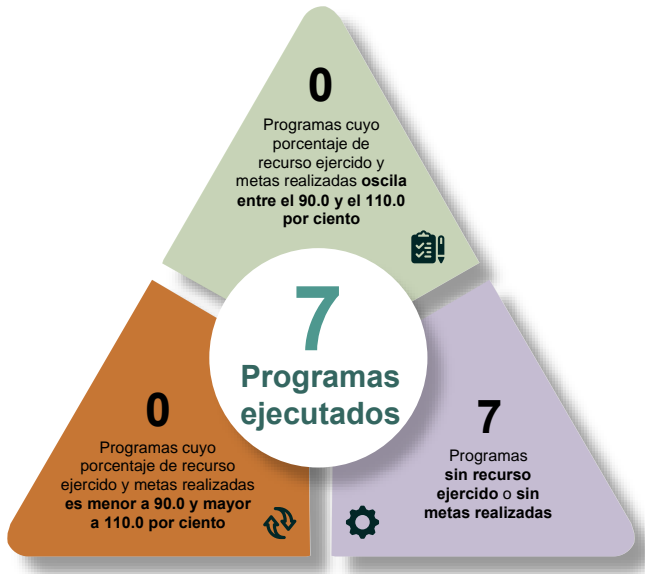 0
Programas cuyo
porcentaje de
recurso ejercido y
metas realizadas oscila
entre el 90.0 y el 110.0
por ciento
7
Programas
ejecutados
0
Programas cuyo
porcentaje de recurso
ejercido y metas realizadas
es menor a 90.0 y mayor
a 110.0 por ciento
7
Programas
sin recurso
ejercido o sin
metas realizadas